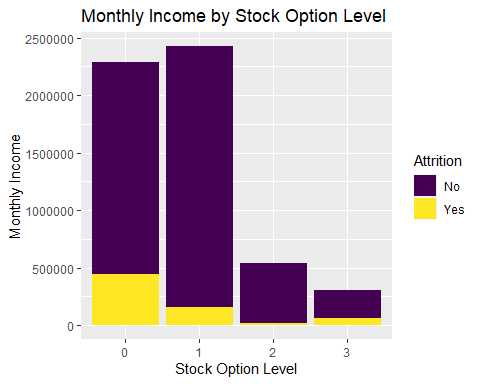 Monthly Income by Stock Option Level
2500000
2000000
1500000
1000000
500000
0
Monthly Income
0 1 2 3
Stock Option Level
Attrition
No
Yes